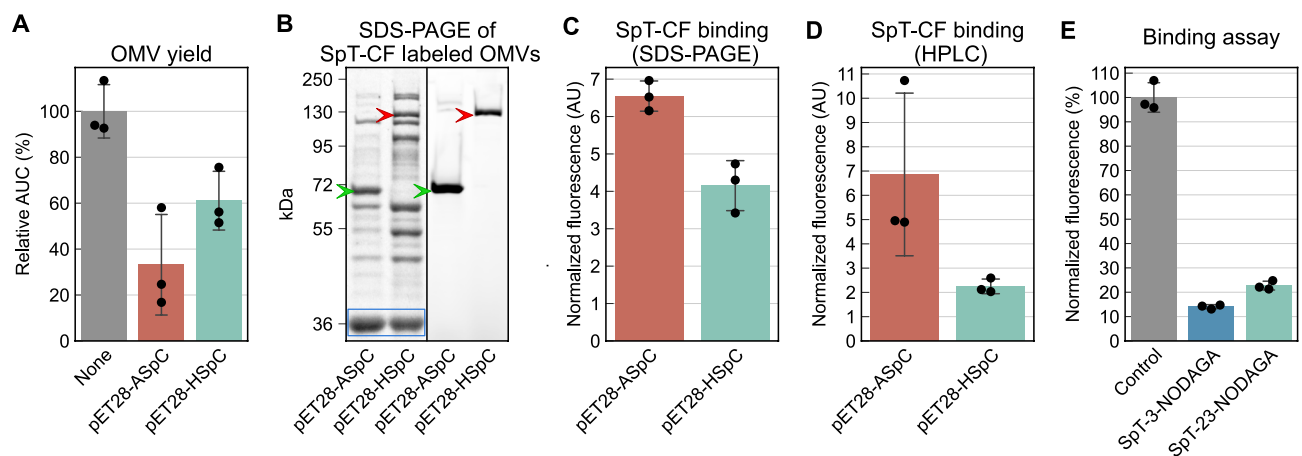 A
OMV yield
Relative AUC (%)
100
80
60
40
20
0
None
pET28-ASpC
pET28-HSpC
B
SDS-PAGE of
SpT-CF labeled OMVs
kDa
250
130
95
72
55
36
pET28-ASpC
pET28-HSpC
pET28-ASpC
pET28-HSpC
C
SpT-CF binding
(SDS-PAGE)
Normalized fluorescence (AU)
7
6
5
4
3
2
1
0
pET28-ASpC
pET28-HSpC
D
SpT-CF binding
(HPLC)
Normalized fluorescence (AU)
11
10
9
8
7
6
5
4
3
2
1
0
pET28-ASpC
pET28-HSpC
E
Binding assay
Normalized fluorescence (%)
110
100
90
80
70
60
50
40
30
20
10
0
Control
SpT-3-NODAGA
SpT-23-NODAGA